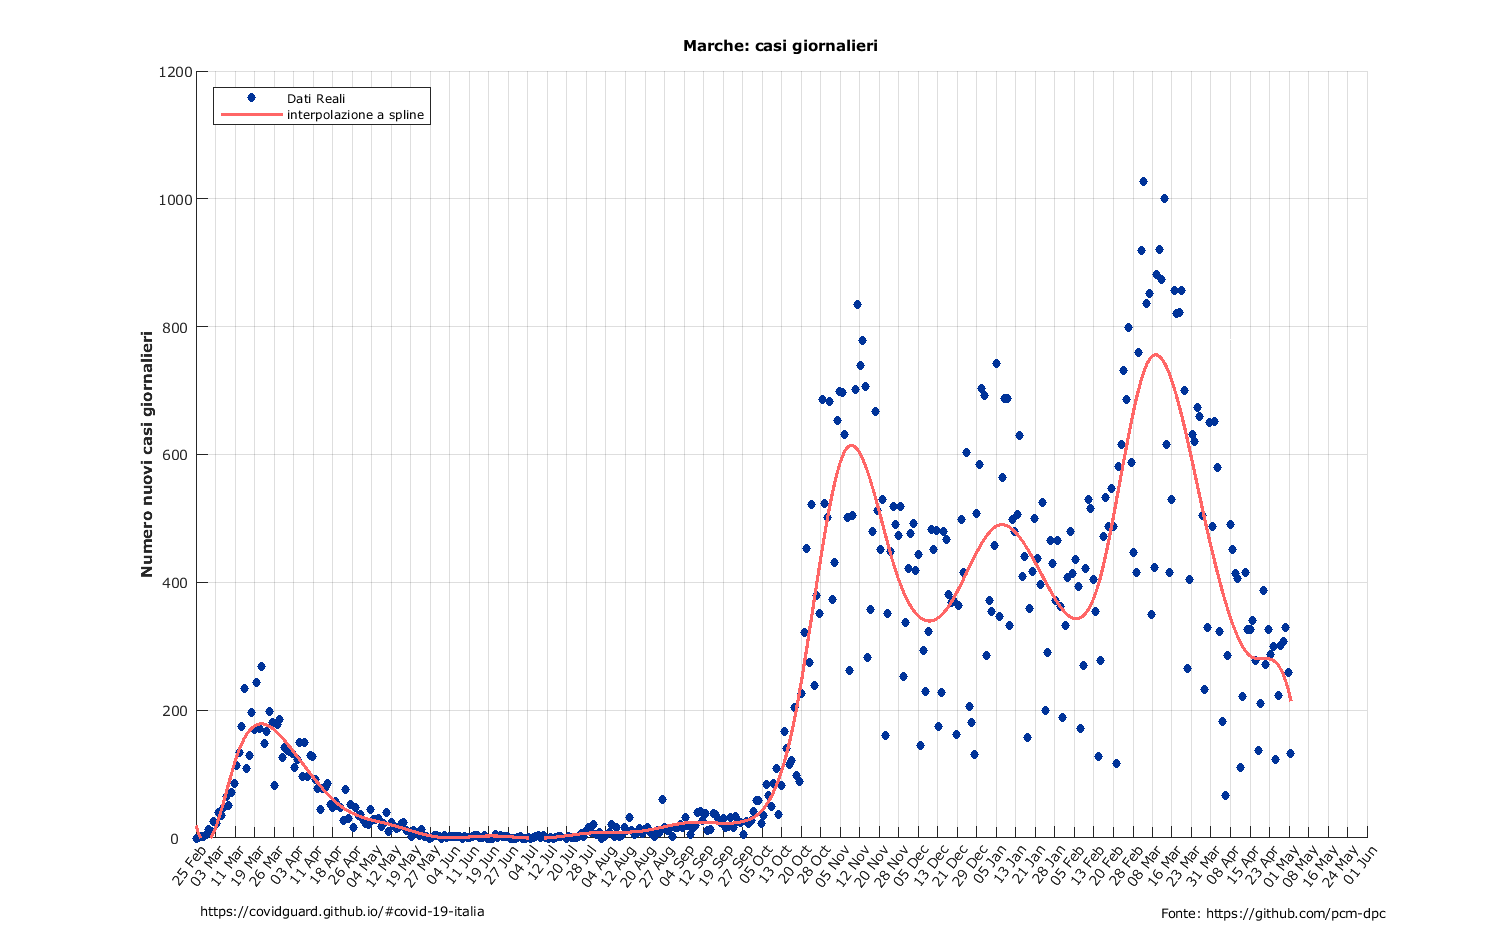 Marche: casi giornalieri
1200
1000
800
600
400
200
0
Numero nuovi casi giornalieri
Dati Reali
interpolazione a spline
25 Feb
03 Mar
11 Mar
19 Mar
26 Mar
03 Apr
11 Apr
18 Apr
26 Apr
04 May
12 May
19 May
27 May
04 Jun
11 Jun
19 Jun
27 Jun
04 Jul
12 Jul
20 Jul
28 Jul
04 Aug
12 Aug
20 Aug
27 Aug
04 Sep
12 Sep
19 Sep
27 Sep
05 Oct
13 Oct
20 Oct
28 Oct
05 Nov
12 Nov
20 Nov
28 Nov
05 Dec
13 Dec
21 Dec
29 Dec
05 Jan
13 Jan
21 Jan
28 Jan
05 Feb
13 Feb
20 Feb
28 Feb
08 Mar
16 Mar
23 Mar
31 Mar
08 Apr
15 Apr
23 Apr
01 May
08 May
16 May
24 May
01 Jun
https://covidguard.github.io/#covid-19-italia
Fonte: https://github.com/pcm-dpc